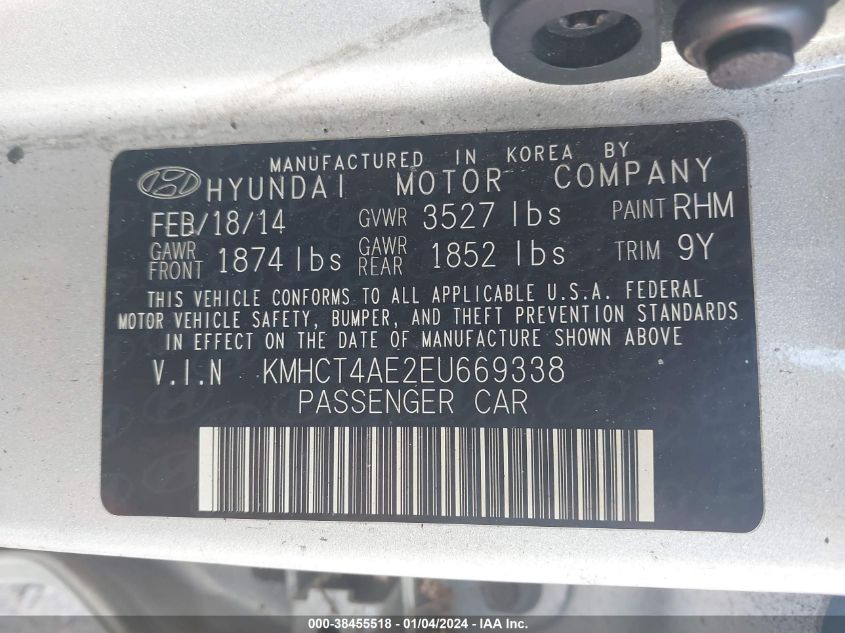 MANUFACTURED IN KOREA BY
HYUNDAI MOTOR COMPANY
FEB/18/14 GVWR 3527 lbs PAINT RHM
GAWR FRONT 1874 lbs GAWR REAR 1852 lbs TRIM 9Y
THIS VEHICLE CONFORMS TO ALL APPLICABLE U.S.A. FEDERAL
MOTOR VEHICLE SAFETY, BUMPER, AND THEFT PREVENTION STANDARDS
IN EFFECT ON THE DATE OF MANUFACTURE SHOWN ABOVE
V.I.N KMHCT4AE2EU669338
PASSENGER CAR
000-38455518 - 01/04/2024 - IAA Inc.